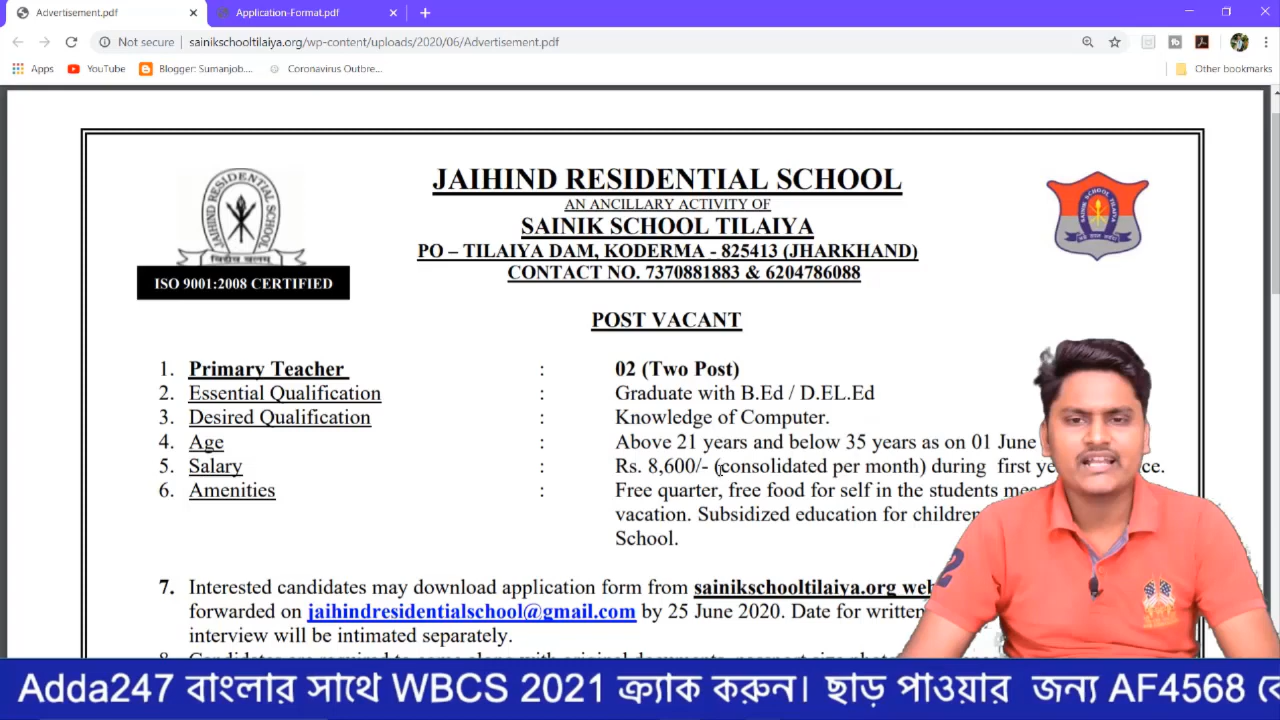 Advertisement.pdf
Application-Format.pdf
Not secure
sainikschooltilaiya.org/wp-content/uploads/2020/06/Advertisement.pdf
Apps
YouTube
Blogger: Sumanjob....
Coronavirus Outbre...
Other bookmarks
JAIHIND RESIDENTIAL SCHOOL
AN ANCILLARY ACTIVITY OF
SAINIK SCHOOL TILAIYA
PO – TILAIYA DAM, KODERMA - 825413 (JHARKHAND)
CONTACT NO. 7370881883 & 6204786088
JAIHIND RESIDENTIAL SCHOOL
ISO 9001:2008 CERTIFIED
SAINIK SCHOOL TILAIYA
POST VACANT
1. Primary Teacher : 02 (Two Post)
2. Essential Qualification : Graduate with B.Ed / D.EL.Ed
3. Desired Qualification : Knowledge of Computer.
4. Age : Above 21 years and below 35 years as on 01 June
5. Salary : Rs. 8,600/- (consolidated per month) during first
6. Amenities : Free quarter, free food for self in the students
vacation. Subsidized education for children
School.
7. Interested candidates may download application form from sainikschooltilaiya.org
forwarded on jaihindresidentialschool@gmail.com by 25 June 2020. Date for written
interview will be intimated separately.
2
Adda247 বাংলার সাথে WBCS 2021 ক্র্যাক করুন। ছাড় পাওয়ার জন্য AF4568